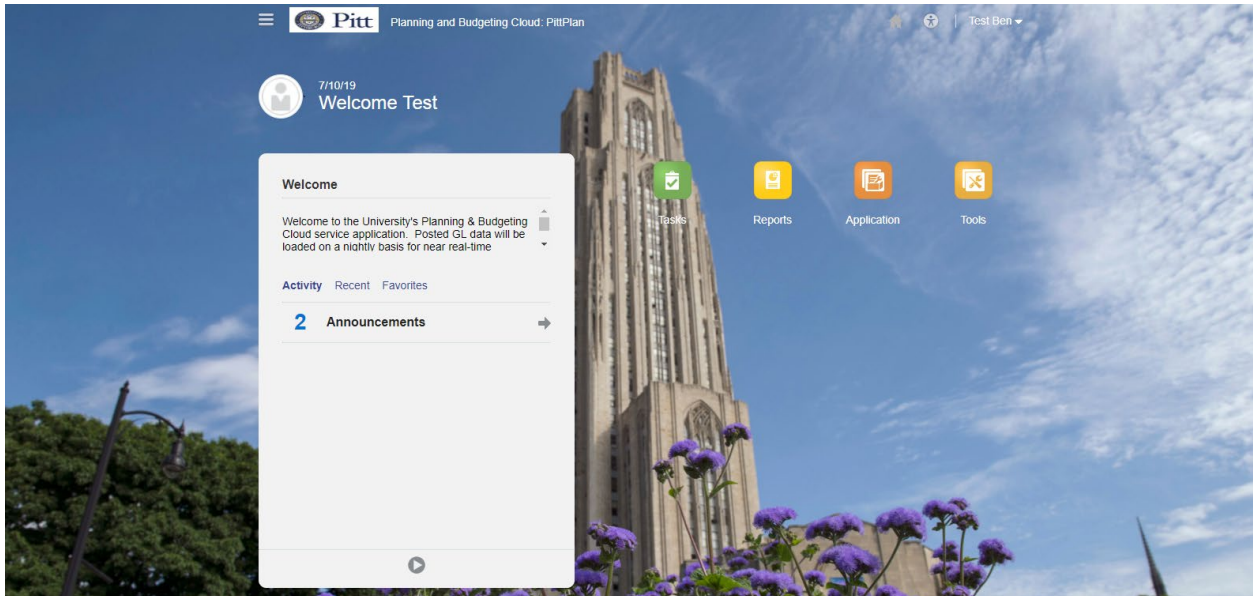 Pitt Planning and Budgeting Cloud: PittPlan Test Ben
7/10/19
Welcome Test
Welcome
Welcome to the University's Planning & Budgeting
Cloud service application. Posted GL data will be
loaded on a nightly basis for near real-time
Activity Recent Favorites
2 Announcements
Tasks Reports Application Tools